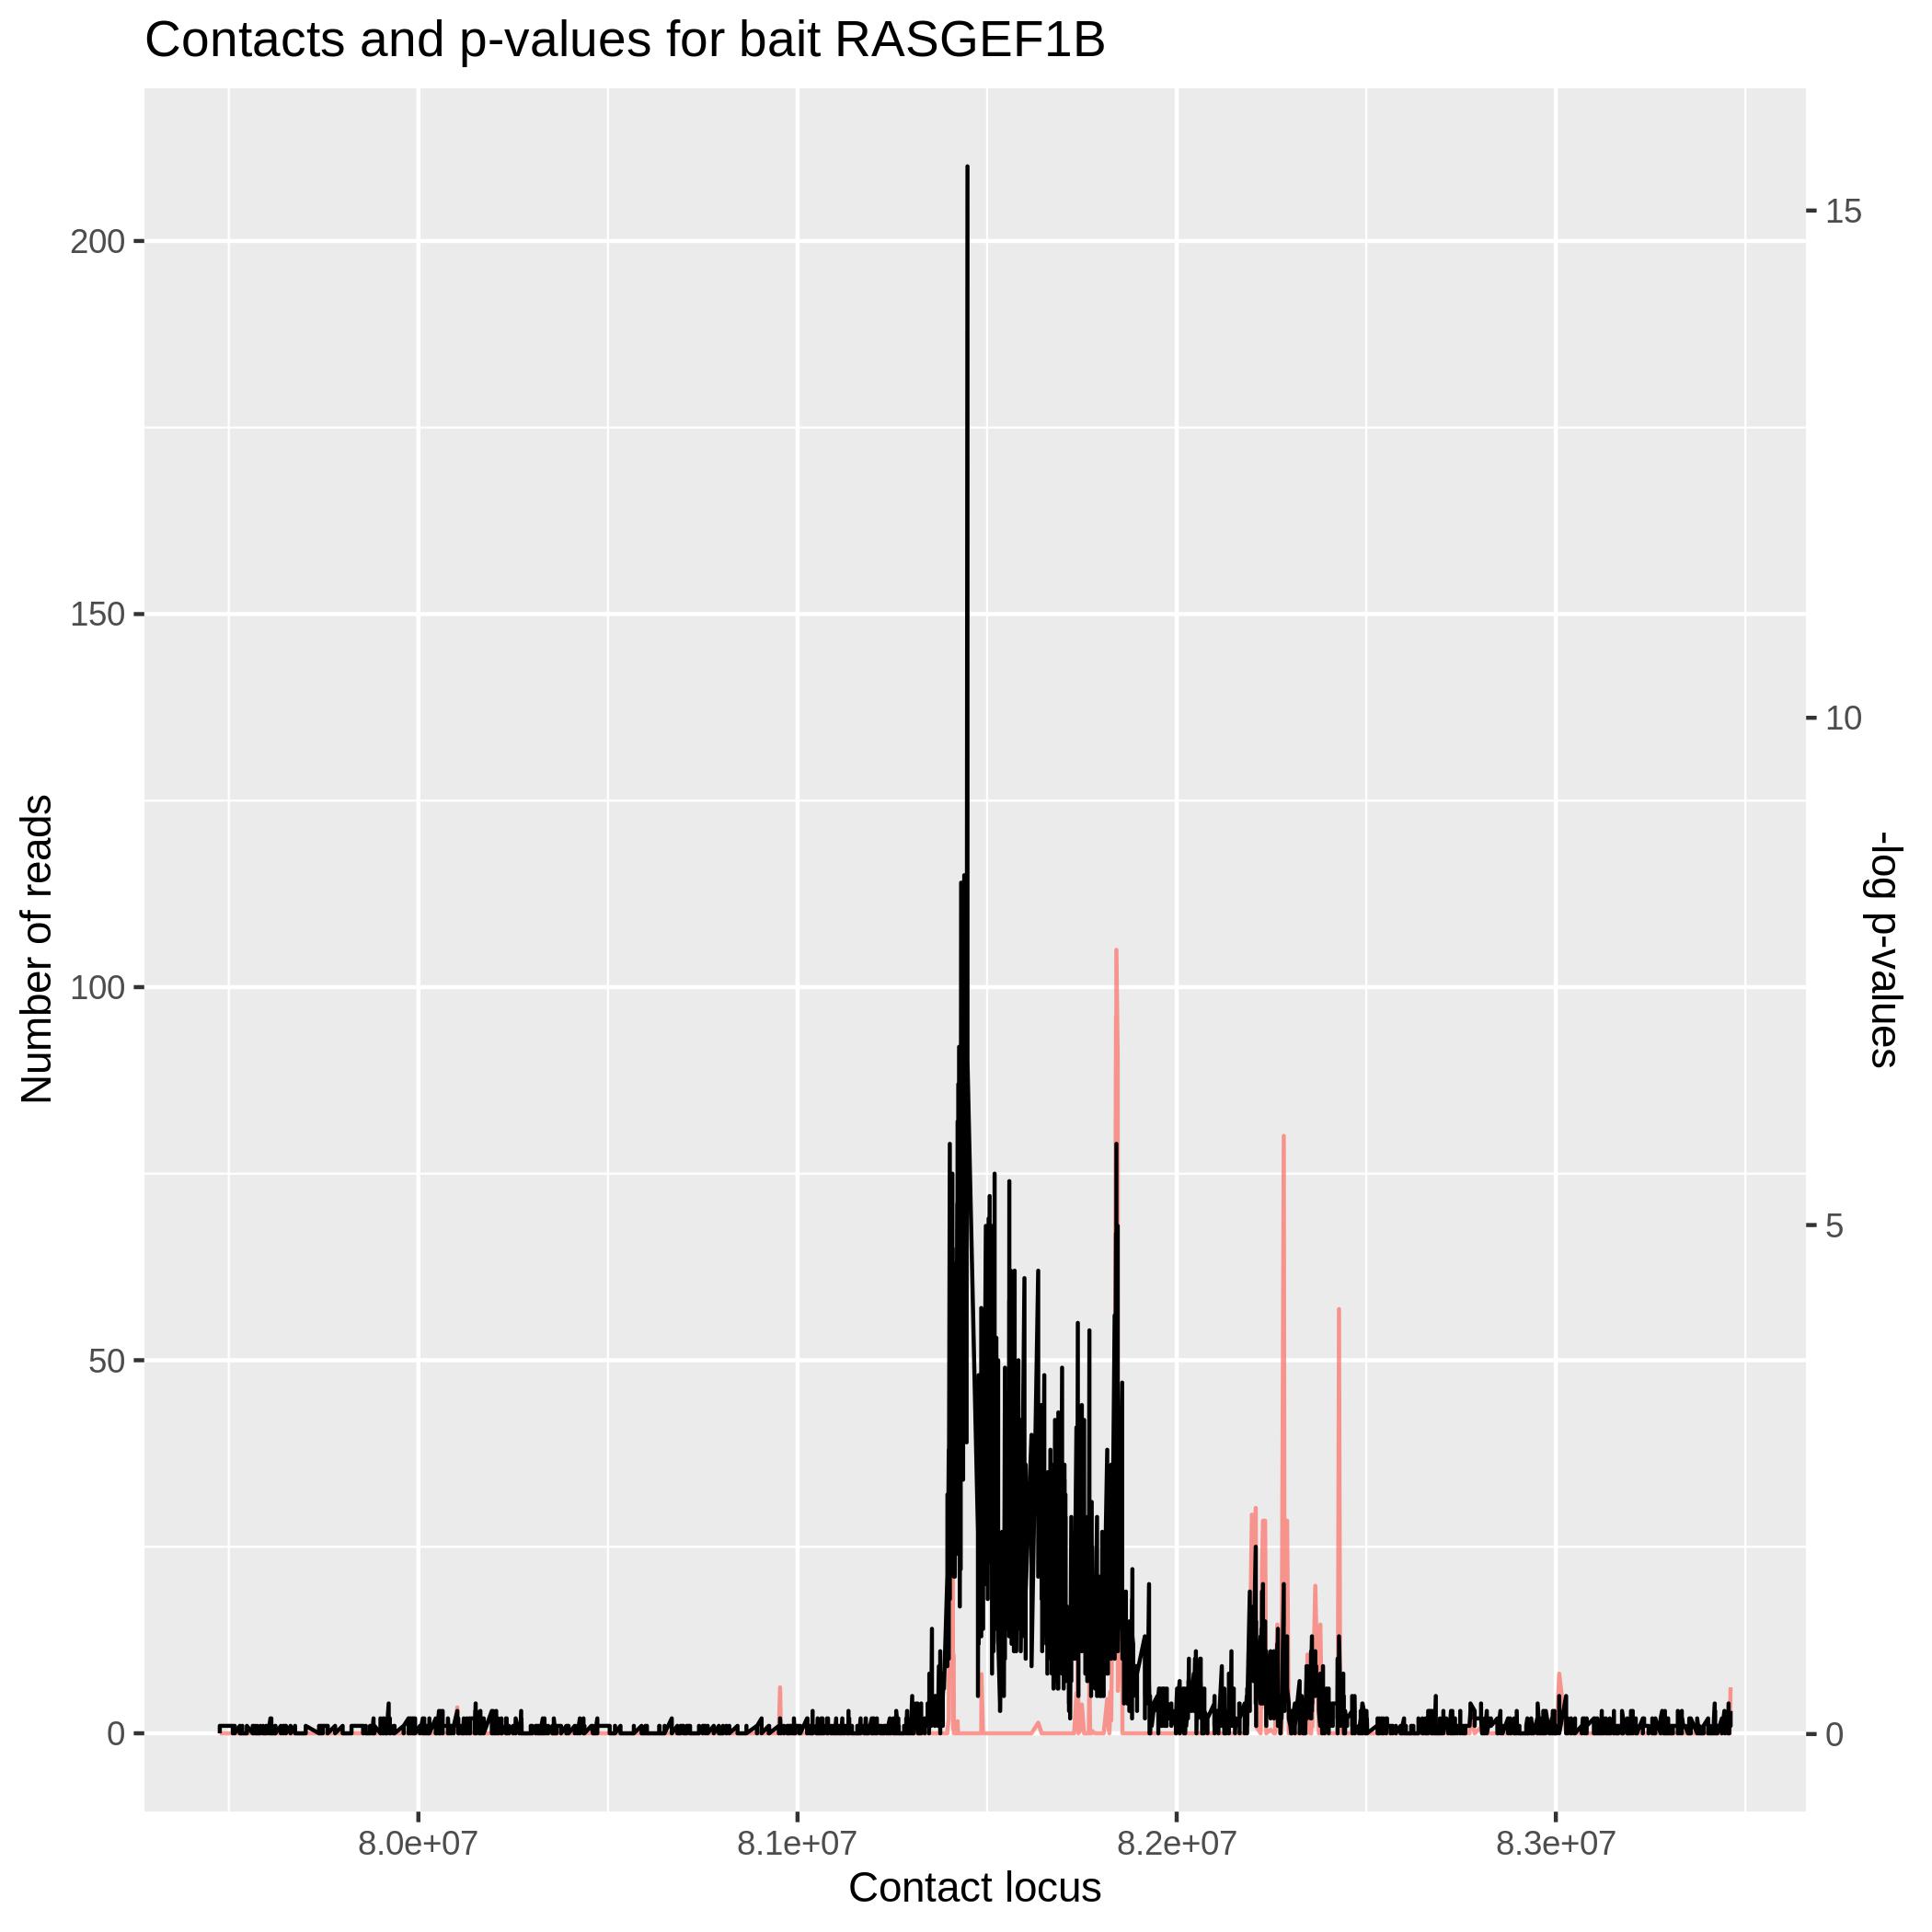 Contacts and p-values for bait RASGEF1B
200
150
100
50
0
Number of reads
15
10
5
0
-log p-values
8.0e+07
8.1e+07
8.2e+07
8.3e+07
Contact locus